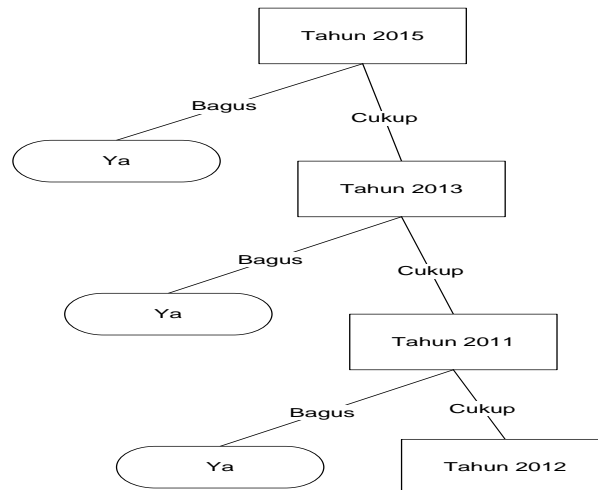 Tahun 2015
Bagus
Cukup
Ya
Tahun 2013
Bagus
Cukup
Ya
Tahun 2011
Bagus
Cukup
Ya
Tahun 2012